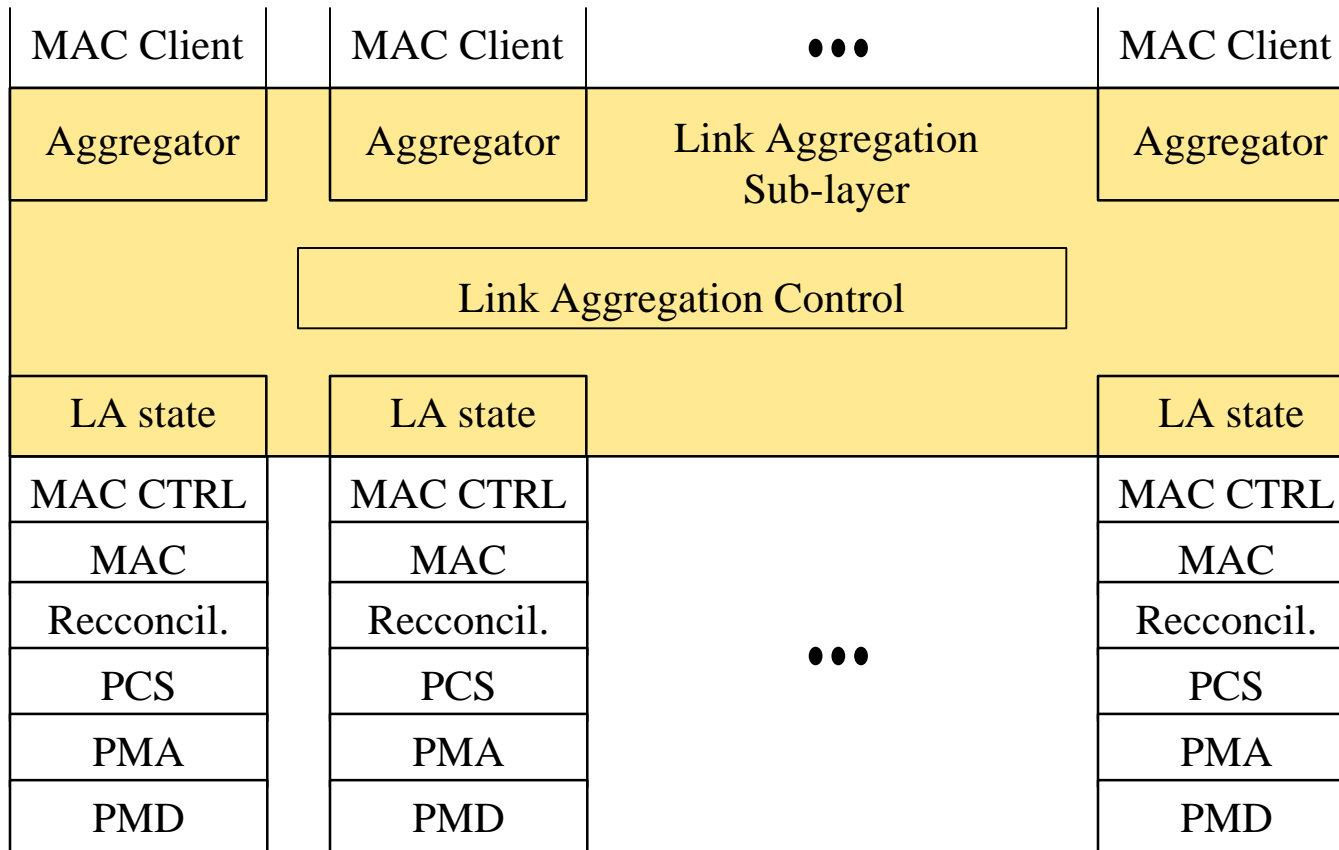 MAC Client MAC Client ••• MAC Client
Aggregator Aggregator Link Aggregation Aggregator
Sub-layer
Link Aggregation Control
LA state LA state LA state
MAC CTRL MAC CTRL MAC CTRL
MAC MAC MAC
Recconcil. Recconcil. ••• Recconcil.
PCS PCS PCS
PMA PMA PMA
PMD PMD PMD